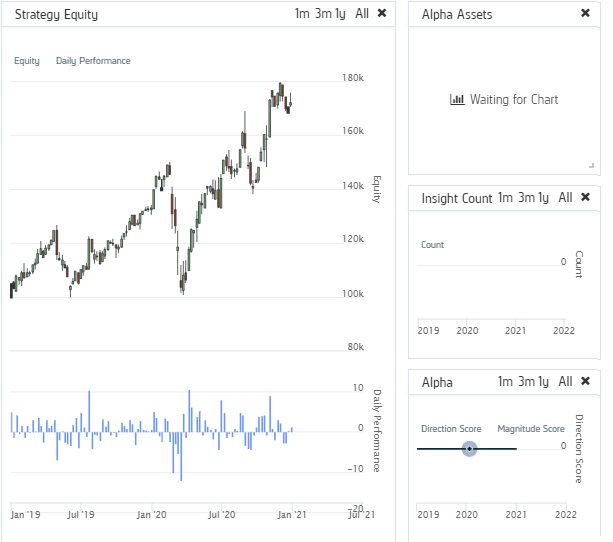 Strategy Equity 1m 3m 1y All ✖
Equity Daily Performance
180k
160k
140k
120k
100k
80k
Equity
10
0
−10
−20
Daily Performance
Jan '19 Jul '19 Jan '20 Jul '20 Jan '21 Jul '21
Alpha Assets ✖
Waiting for Chart
Insight Count 1m 3m 1y All ✖
Count
0
Count
2019 2020 2021 2022
Alpha 1m 3m 1y All ✖
Direction Score Magnitude Score
0
Direction Score
2019 2020 2021 2022